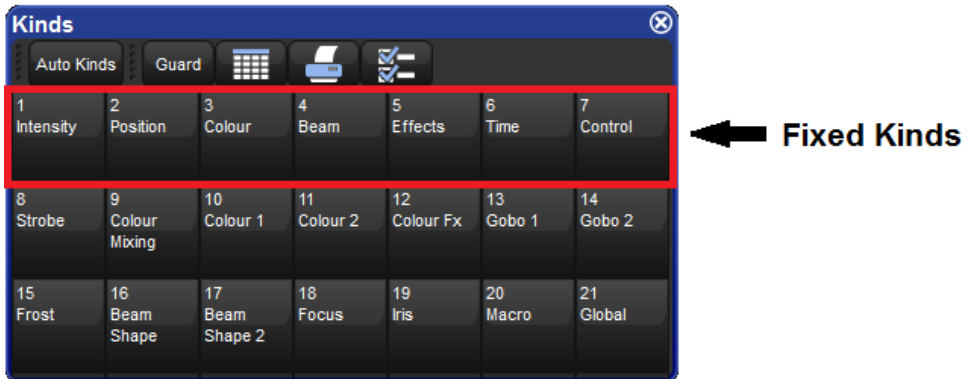 Kinds
Auto Kinds Guard
1 2 3 4 5 6 7
Intensity Position Colour Beam Effects Time Control
Fixed Kinds
8 9 10 11 12 13 14
Strobe Colour Colour 1 Colour 2 Colour Fx Gobo 1 Gobo 2
Mixing
15 16 17 18 19 20 21
Frost Beam Beam Focus Iris Macro Global
Shape Shape 2